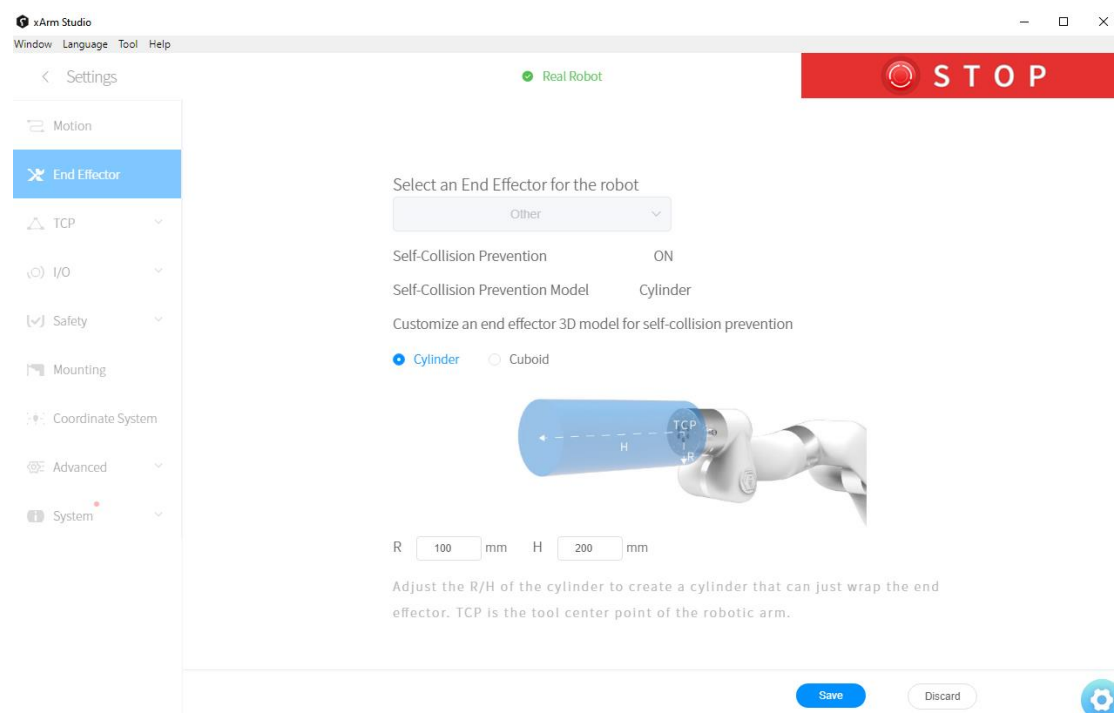 xArm Studio
Window Language Tool Help
Settings
Real Robot
STOP
Motion
End Effector
TCP
I/O
Safety
Mounting
Coordinate System
Advanced
System
Select an End Effector for the robot
Other
Self-Collision Prevention ON
Self-Collision Prevention Model Cylinder
Customize an end effector 3D model for self-collision prevention
Cylinder Cuboid
TCP
H
R
R 100 mm H 200 mm
Adjust the R/H of the cylinder to create a cylinder that can just wrap the end
effector. TCP is the tool center point of the robotic arm.
Save Discard